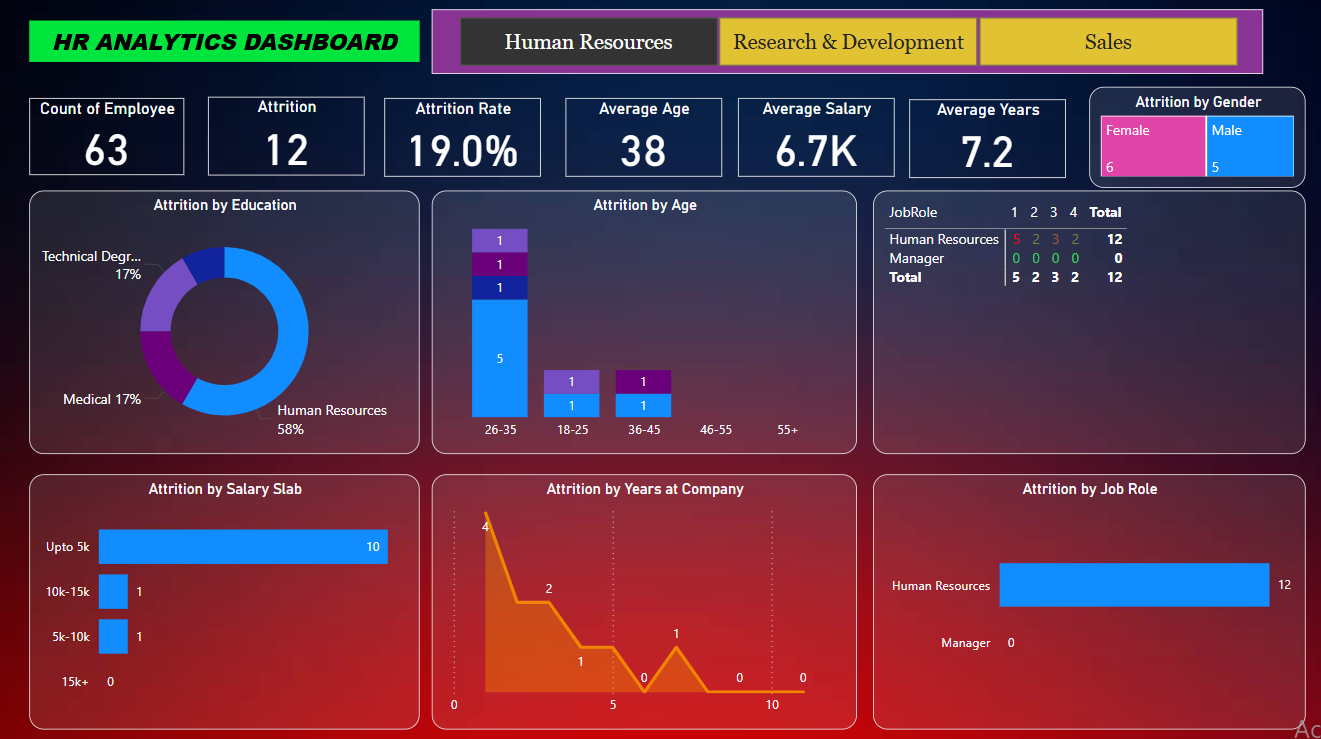 HR ANALYTICS DASHBOARD
Human Resources
Research & Development
Sales
Count of Employee
63
Attrition
12
Attrition Rate
19.0%
Average Age
38
Average Salary
6.7K
Average Years
7.2
Attrition by Gender
Female
6
Male
5
Attrition by Education
Technical Degr...
17%
Medical 17%
Human Resources
58%
Attrition by Age
1
1
1
5
1
1
1
1
26-35 18-25 36-45 46-55 55+
JobRole 1 2 3 4 Total
Human Resources 5 2 3 2 12
Manager 0 0 0 0 0
Total 5 2 3 2 12
Attrition by Salary Slab
Upto 5k 10
10k-15k 1
5k-10k 1
15k+ 0
Attrition by Years at Company
4
2
1
0
1
0
0
0 5 10
Attrition by Job Role
Human Resources 12
Manager 0
Ac